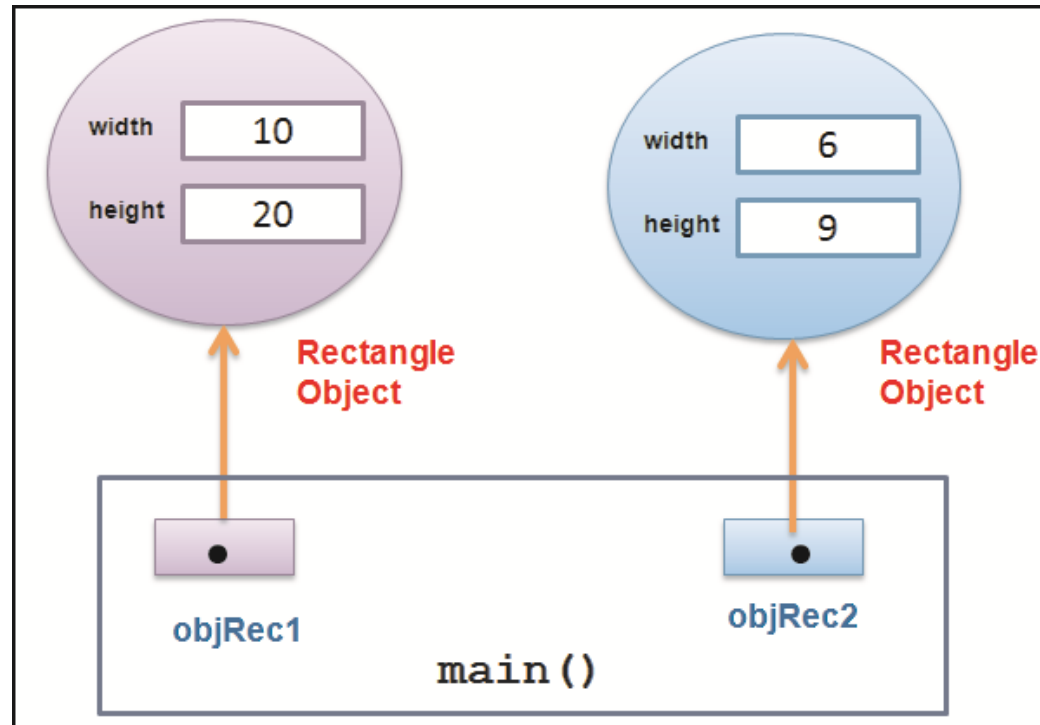 width 10
height 20
width 6
height 9
Rectangle
Object
Rectangle
Object
objRec1
objRec2
main()